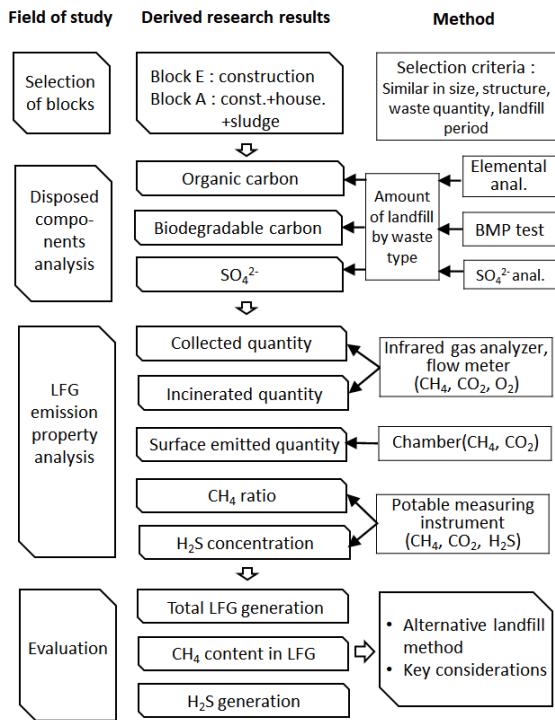 Field of study
Derived research results
Method
Selection
of blocks
Block E : construction
Block A : const.+house.
+sludge
Selection criteria :
Similar in size, structure,
waste quantity, landfill
period
Disposed
compo-
nents
analysis
Organic carbon
Biodegradable carbon
SO₄²⁻
Amount
of landfill
by waste
type
Elemental
anal.
BMP test
SO₄²⁻ anal.
LFG
emission
property
analysis
Collected quantity
Incinerated quantity
Surface emitted quantity
CH₄ ratio
H₂S concentration
Infrared gas analyzer,
flow meter
(CH₄, CO₂, O₂)
Chamber(CH₄, CO₂)
Potable measuring
instrument
(CH₄, CO₂, H₂S)
Evaluation
Total LFG generation
CH₄ content in LFG
H₂S generation
• Alternative landfill
method
• Key considerations